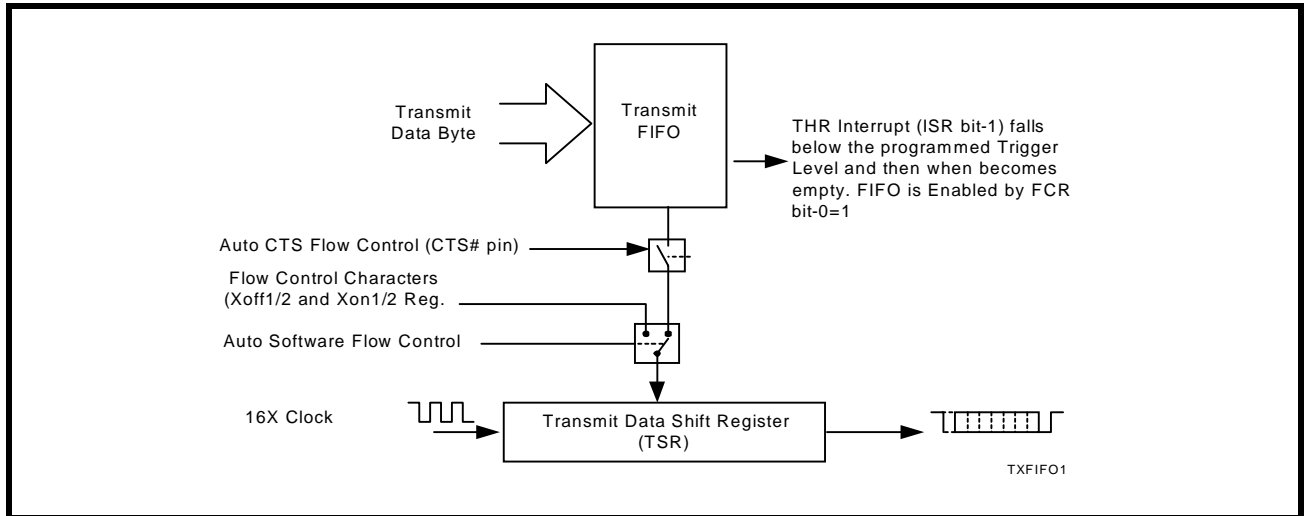 Transmit
Data Byte
Transmit
FIFO
THR Interrupt (ISR bit-1) falls
below the programmed Trigger
Level and then when becomes
empty. FIFO is Enabled by FCR
bit-0=1
Auto CTS Flow Control (CTS# pin)
Flow Control Characters
(Xoff1/2 and Xon1/2 Reg.
Auto Software Flow Control
16X Clock
Transmit Data Shift Register
(TSR)
TXFIFO1